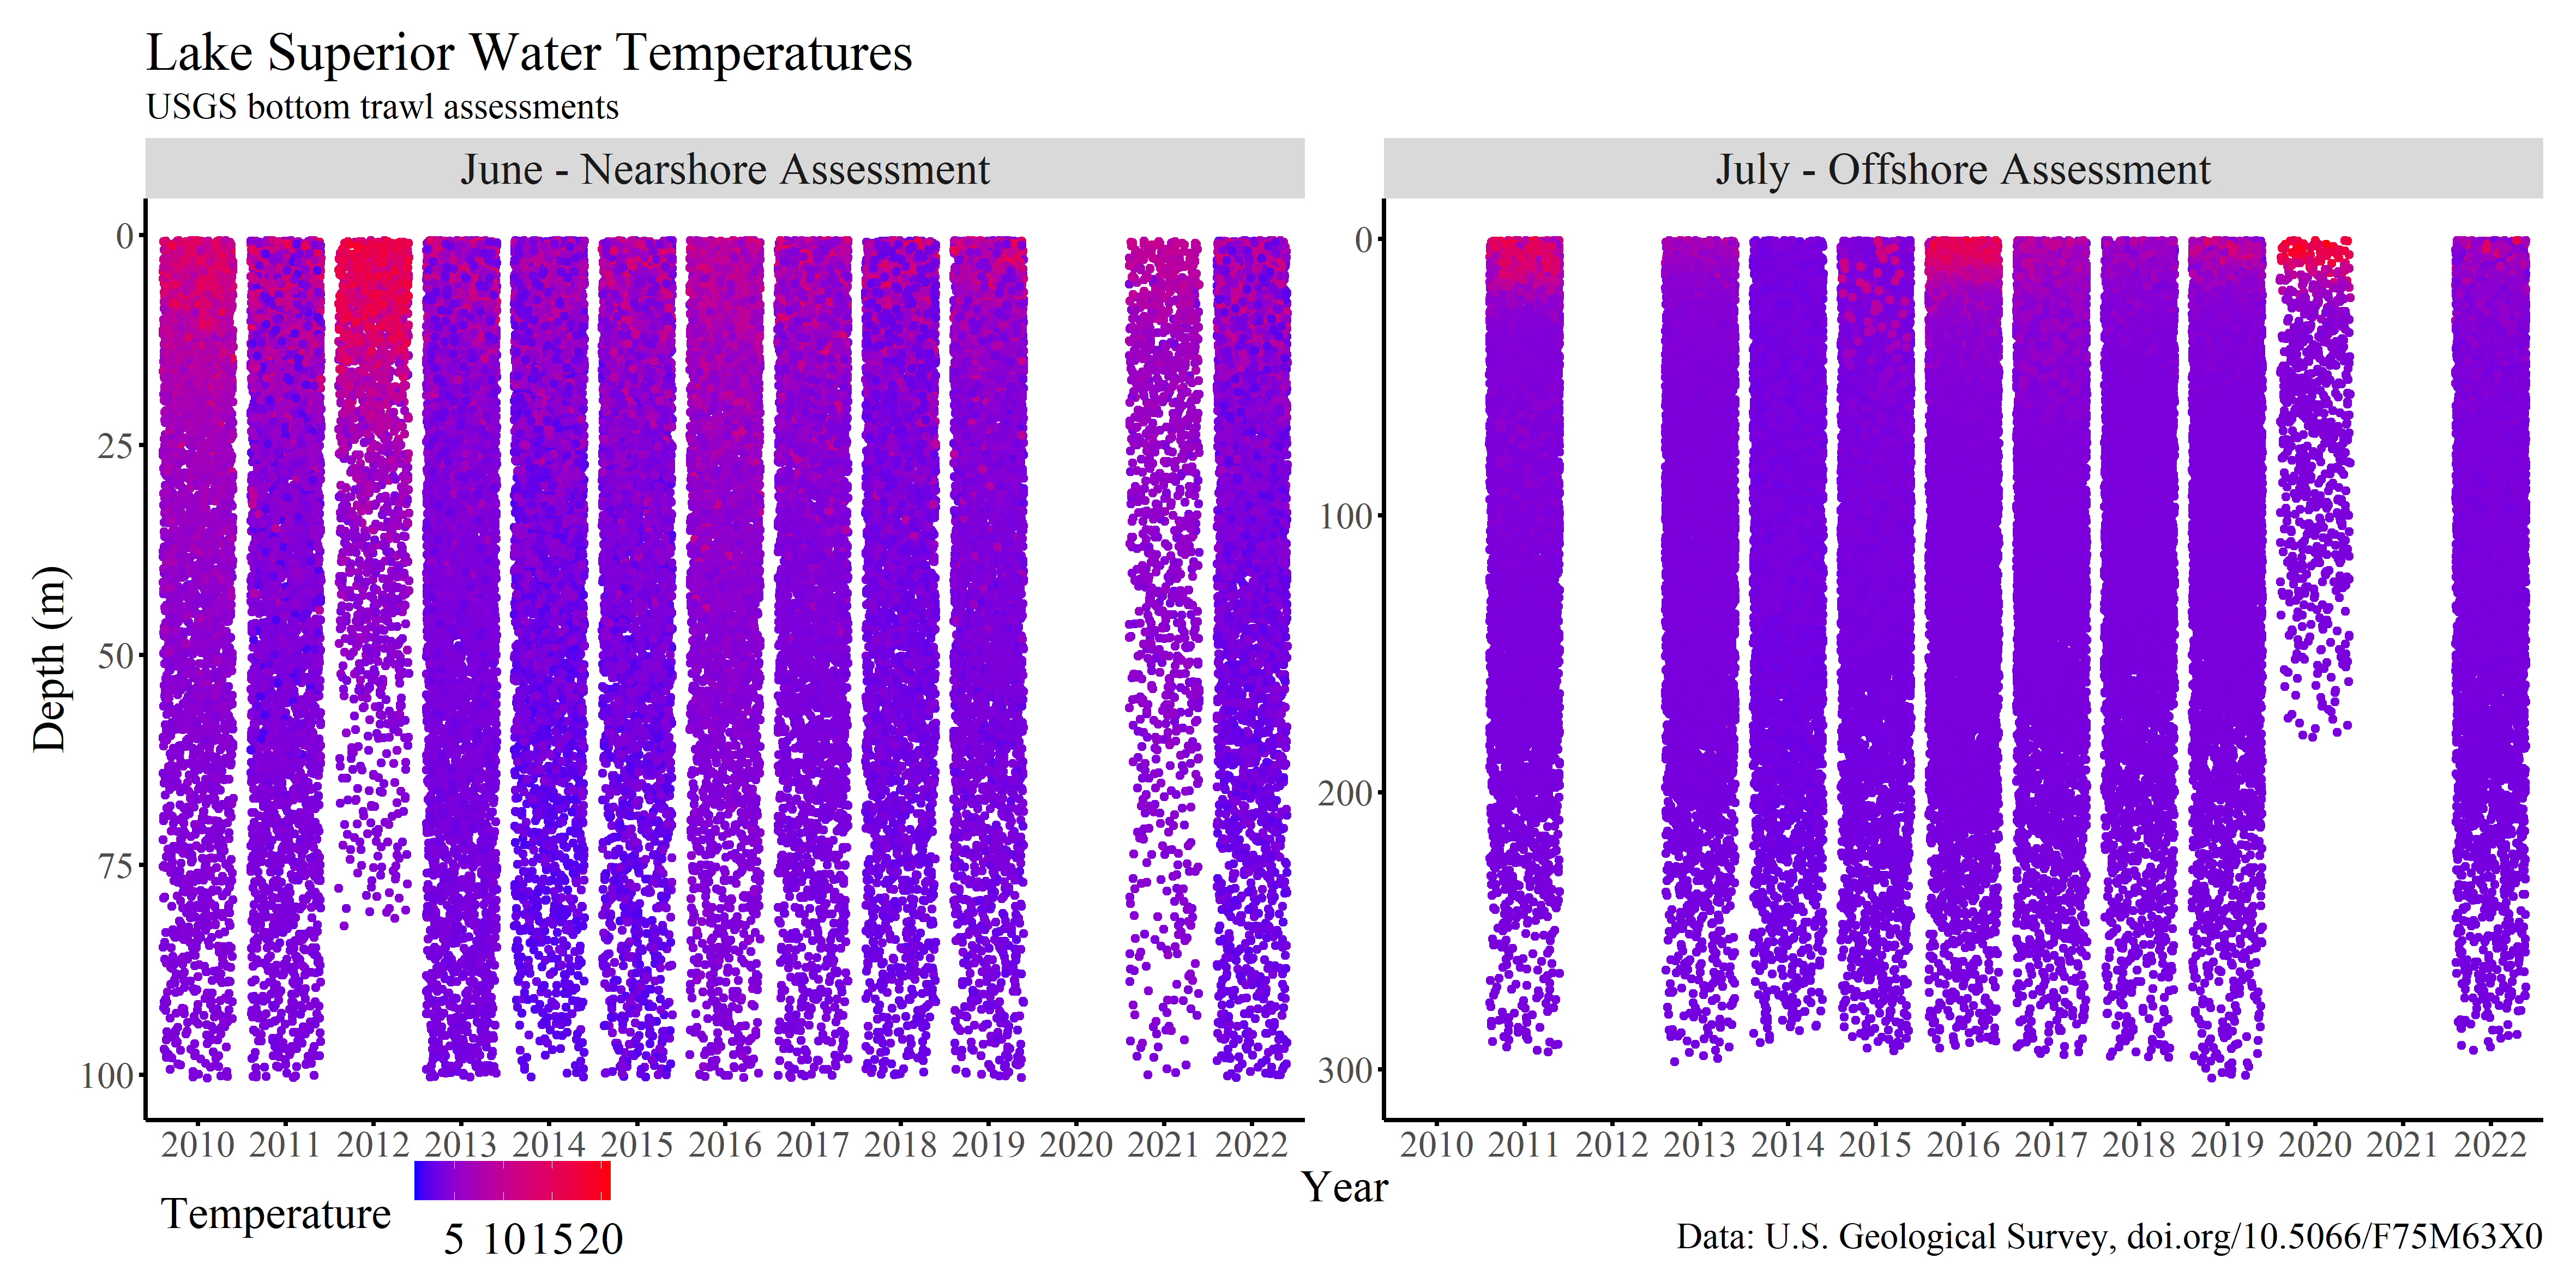 Lake Superior Water Temperatures
USGS bottom trawl assessments
June - Nearshore Assessment
July - Offshore Assessment
Depth (m)
0
25
50
75
100
0
100
200
300
2010 2011 2012 2013 2014 2015 2016 2017 2018 2019 2020 2021 2022
2010 2011 2012 2013 2014 2015 2016 2017 2018 2019 2020 2021 2022
Year
Temperature
5 10 15 20
Data: U.S. Geological Survey, doi.org/10.5066/F75M63X0